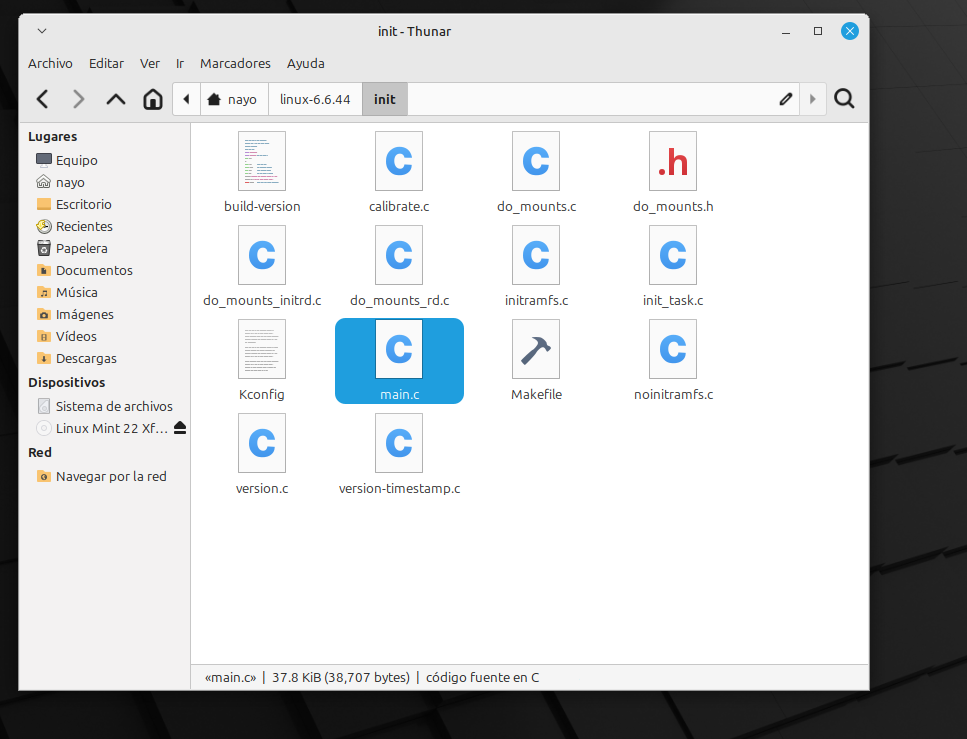 init - Thunar
Archivo Editar Ver Ir Marcadores Ayuda
nayo linux-6.6.44 init
Lugares
Equipo
nayo
Escritorio
Recientes
Papelera
Documentos
Música
Imágenes
Vídeos
Descargas
Dispositivos
Sistema de archivos
Linux Mint 22 Xf...
Red
Navegar por la red
build-version
C
calibrate.c
C
do_mounts.c
.h
do_mounts.h
C
do_mounts_initrd.c
C
do_mounts_rd.c
C
initramfs.c
C
init_task.c
Kconfig
C
main.c
Makefile
C
noinitramfs.c
C
version.c
C
version-timestamp.c
«main.c» | 37.8 KiB (38,707 bytes) | código fuente en C